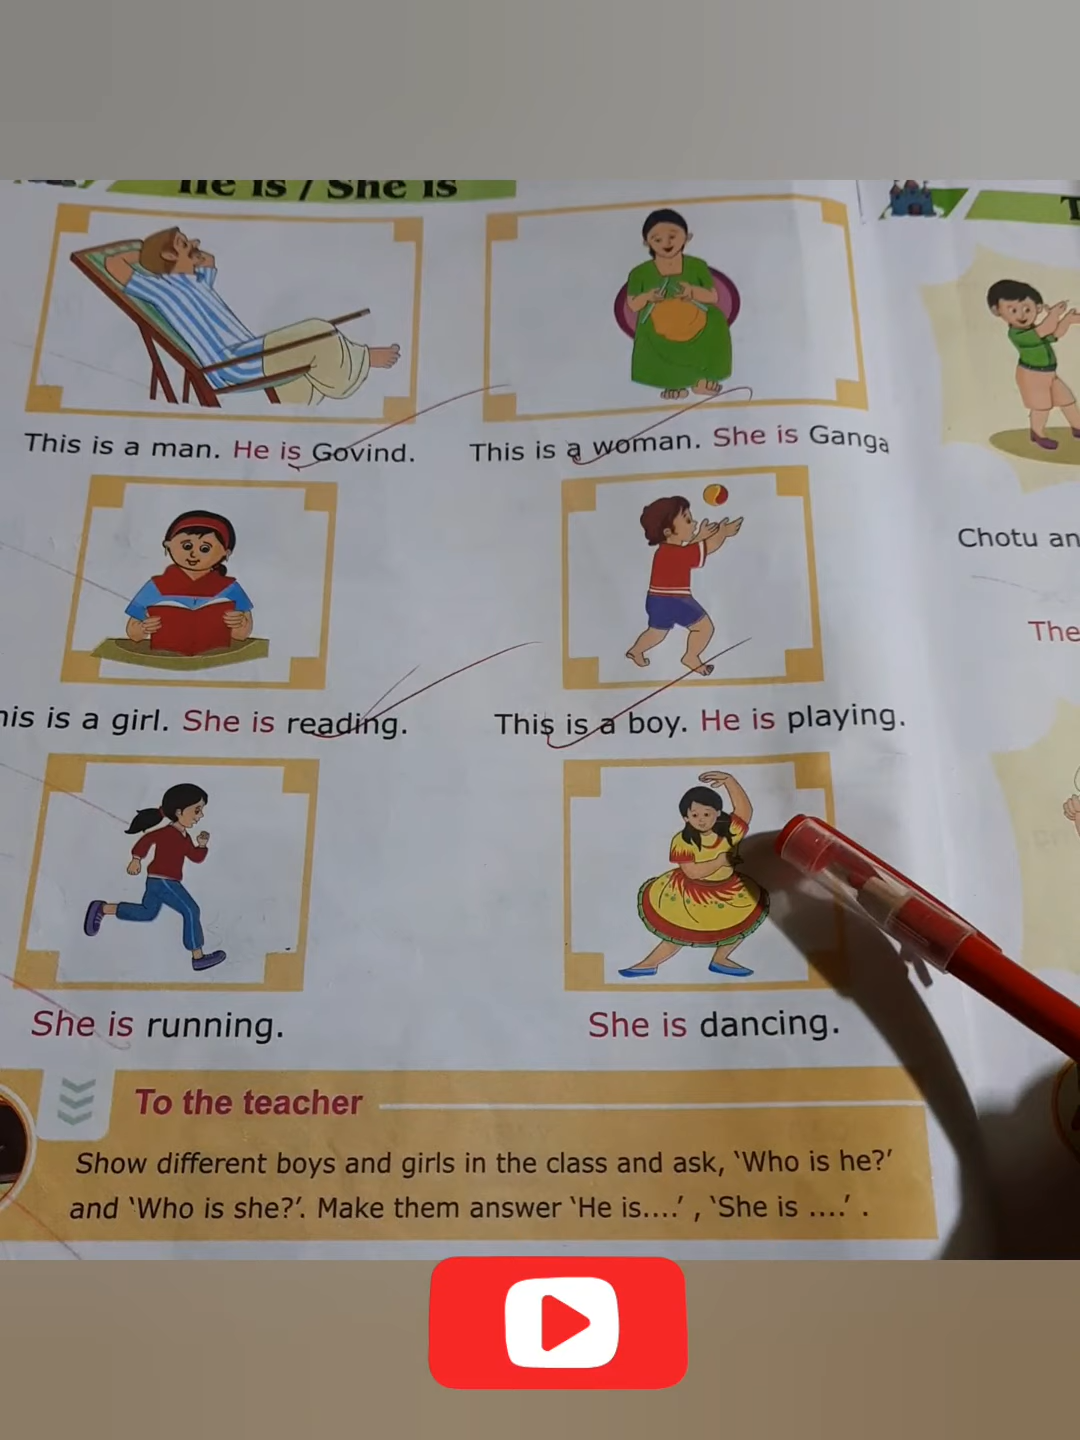 He is / She is
This is a man. He is Govind.
This is a woman. She is Ganga
his is a girl. She is reading.
This is a boy. He is playing.
She is running.
She is dancing.
To the teacher
Show different boys and girls in the class and ask, ‘Who is he?’
and ‘Who is she?’. Make them answer ‘He is....’ , ‘She is ....’ .
Chotu an
The